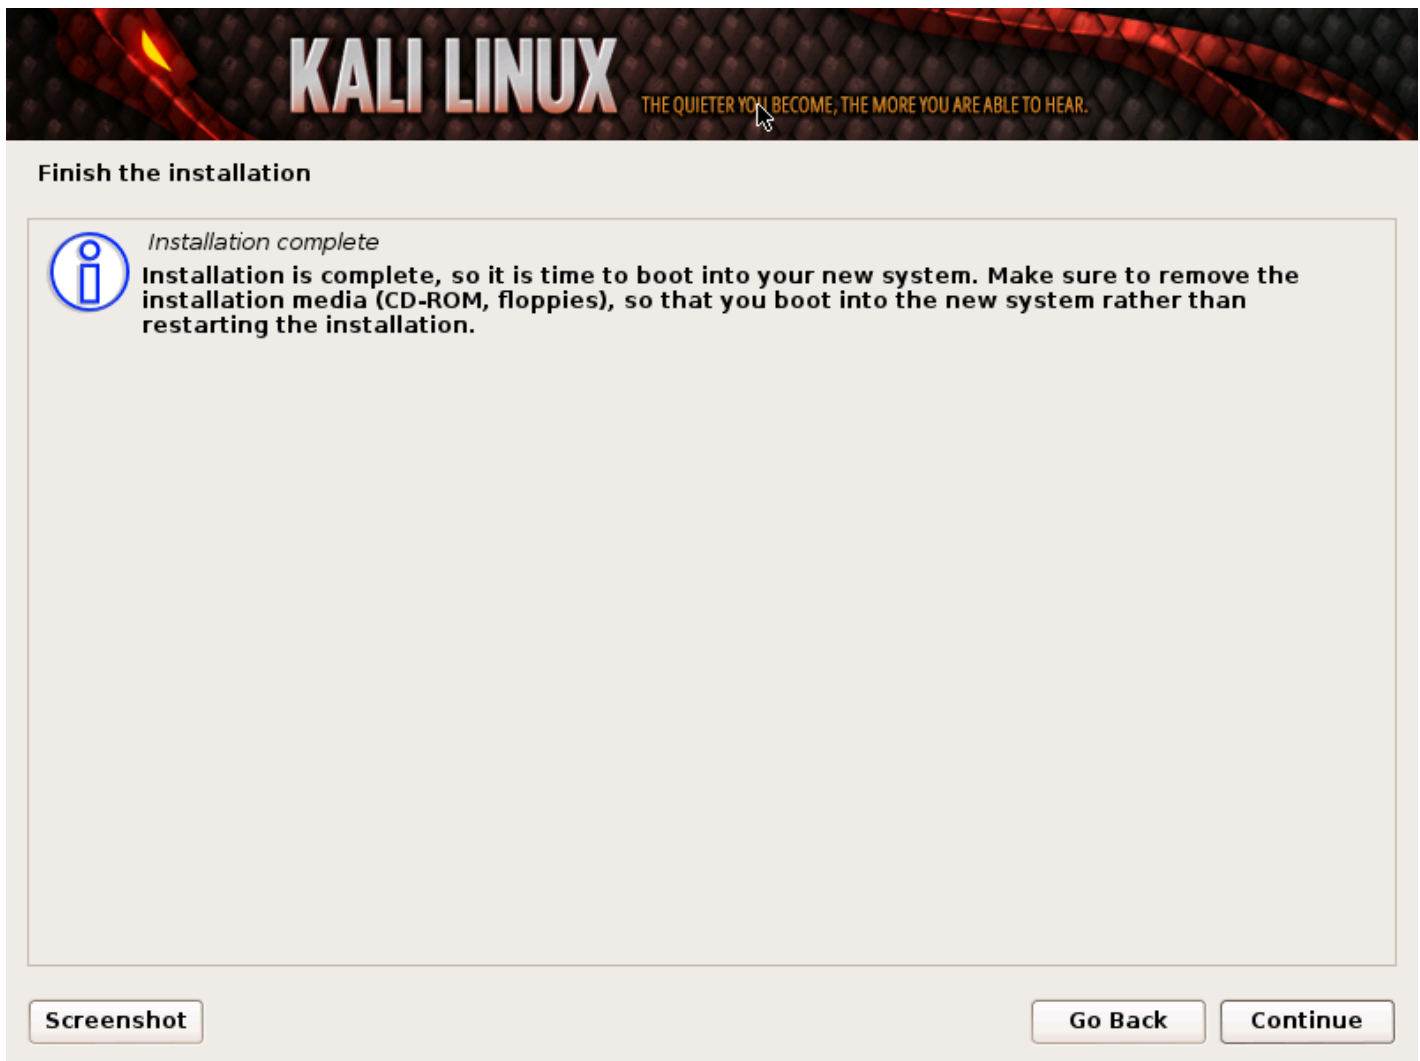 KALI LINUX
THE QUIETER YOU BECOME, THE MORE YOU ARE ABLE TO HEAR.
Finish the installation
Installation complete
Installation is complete, so it is time to boot into your new system. Make sure to remove the
installation media (CD-ROM, floppies), so that you boot into the new system rather than
restarting the installation.
Screenshot
Go Back
Continue